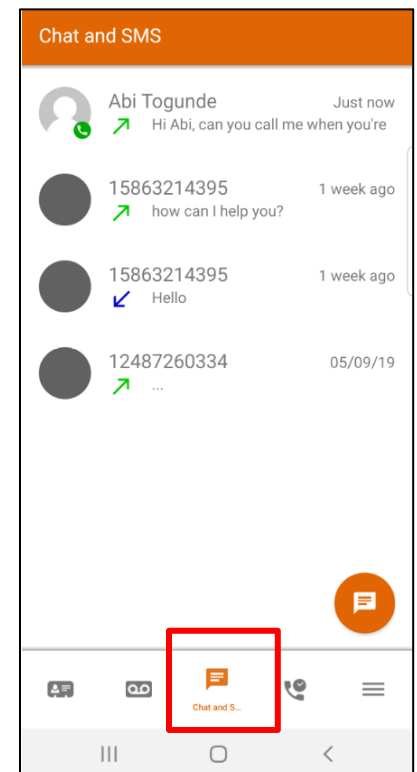 Chat and SMS
Abi Togunde Just now
Hi Abi, can you call me when you're
15863214395 1 week ago
how can I help you?
15863214395 1 week ago
Hello
12487260334 05/09/19
...
Chat and S...